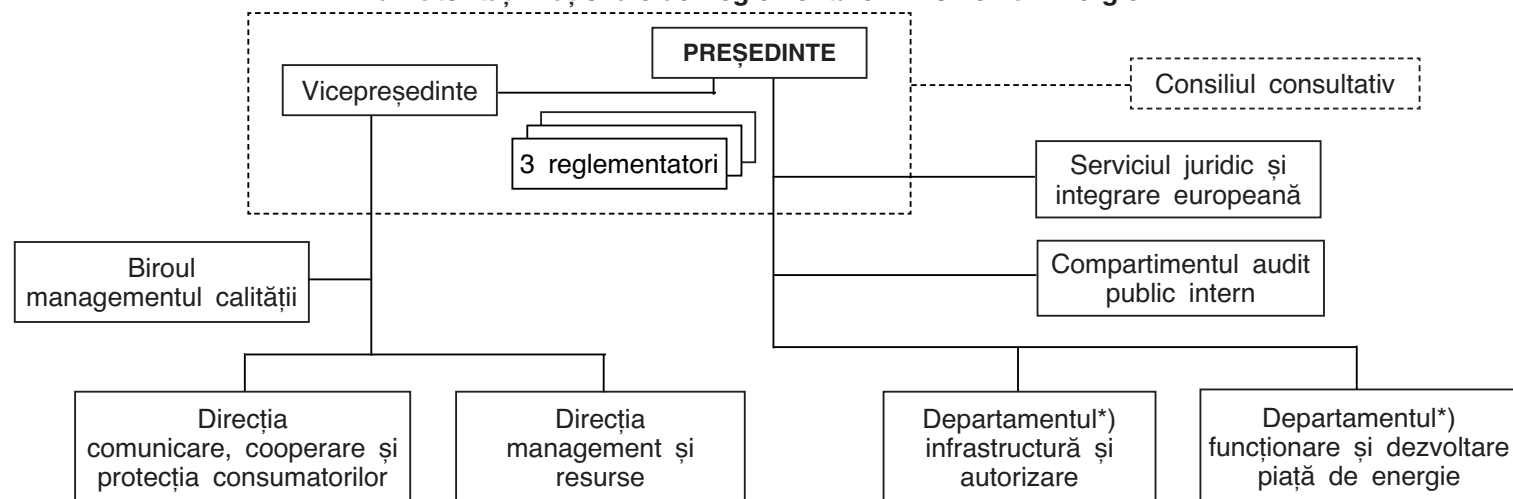 PREȘEDINTE
Vicepreședinte
Consiliul consultativ
3 reglementatori
Serviciul juridic și
integrare europeană
Biroul
managementul calității
Compartimentul audit
public intern
Direcția
comunicare, cooperare și
protecția consumatorilor
Direcția
management și
resurse
Departamentul*)
infrastructură și
autorizare
Departamentul*)
funcționare și dezvoltare
piață de energie